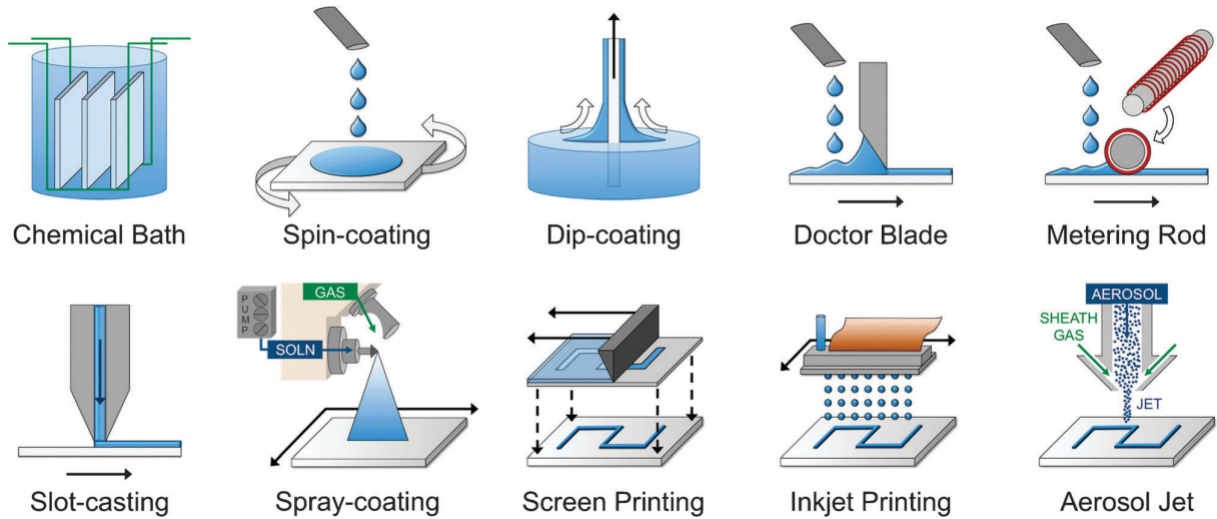 Chemical Bath
Spin-coating
Dip-coating
Doctor Blade
Metering Rod
PUMP
GAS
SOLN
AEROSOL
SHEATH
GAS
JET
Slot-casting
Spray-coating
Screen Printing
Inkjet Printing
Aerosol Jet